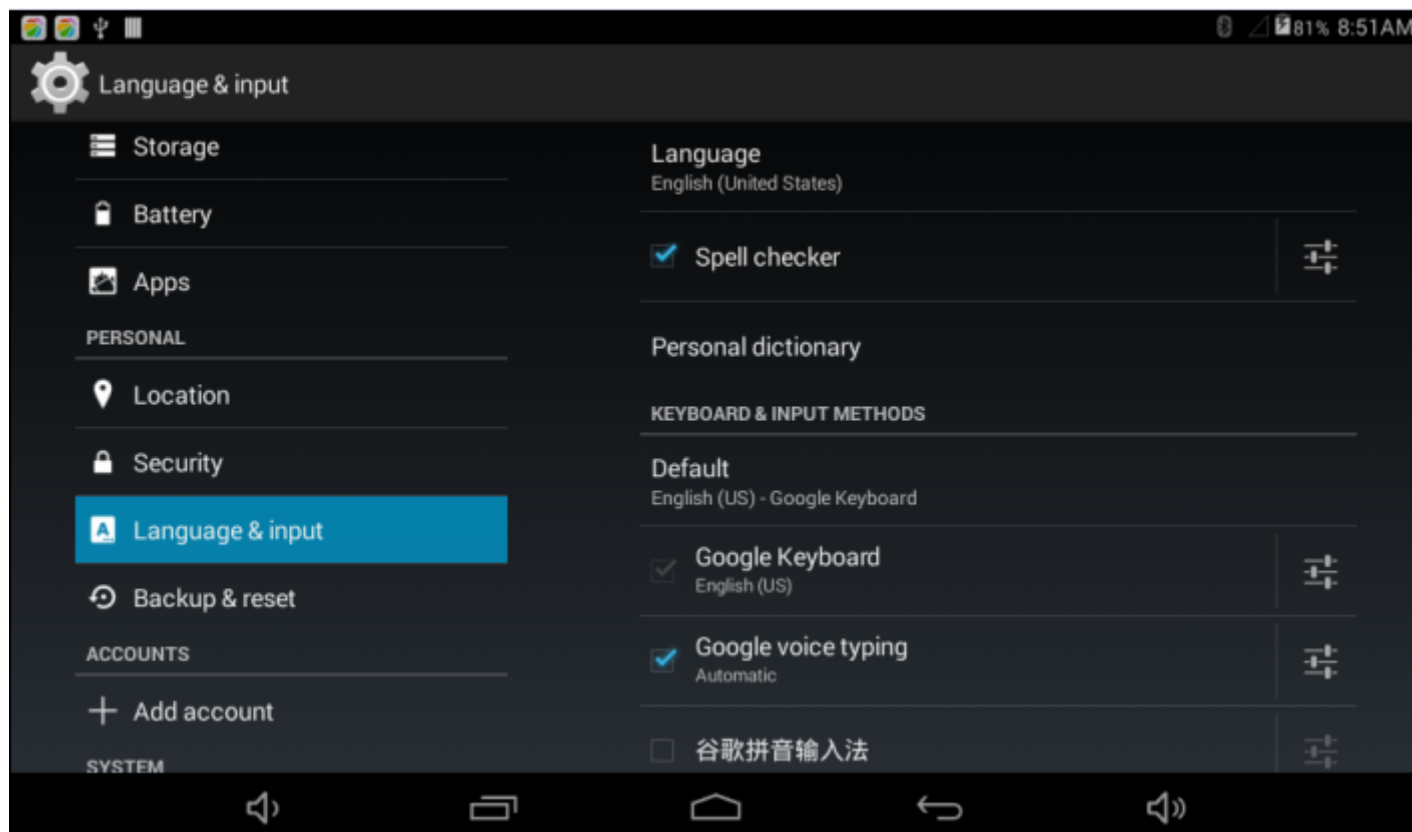 81% 8:51AM
Language & input
Storage
Battery
Apps
PERSONAL
Location
Security
Language & input
Backup & reset
ACCOUNTS
Add account
SYSTEM
Language
English (United States)
Spell checker
Personal dictionary
KEYBOARD & INPUT METHODS
Default
English (US) - Google Keyboard
Google Keyboard
English (US)
Google voice typing
Automatic
谷歌拼音输入法